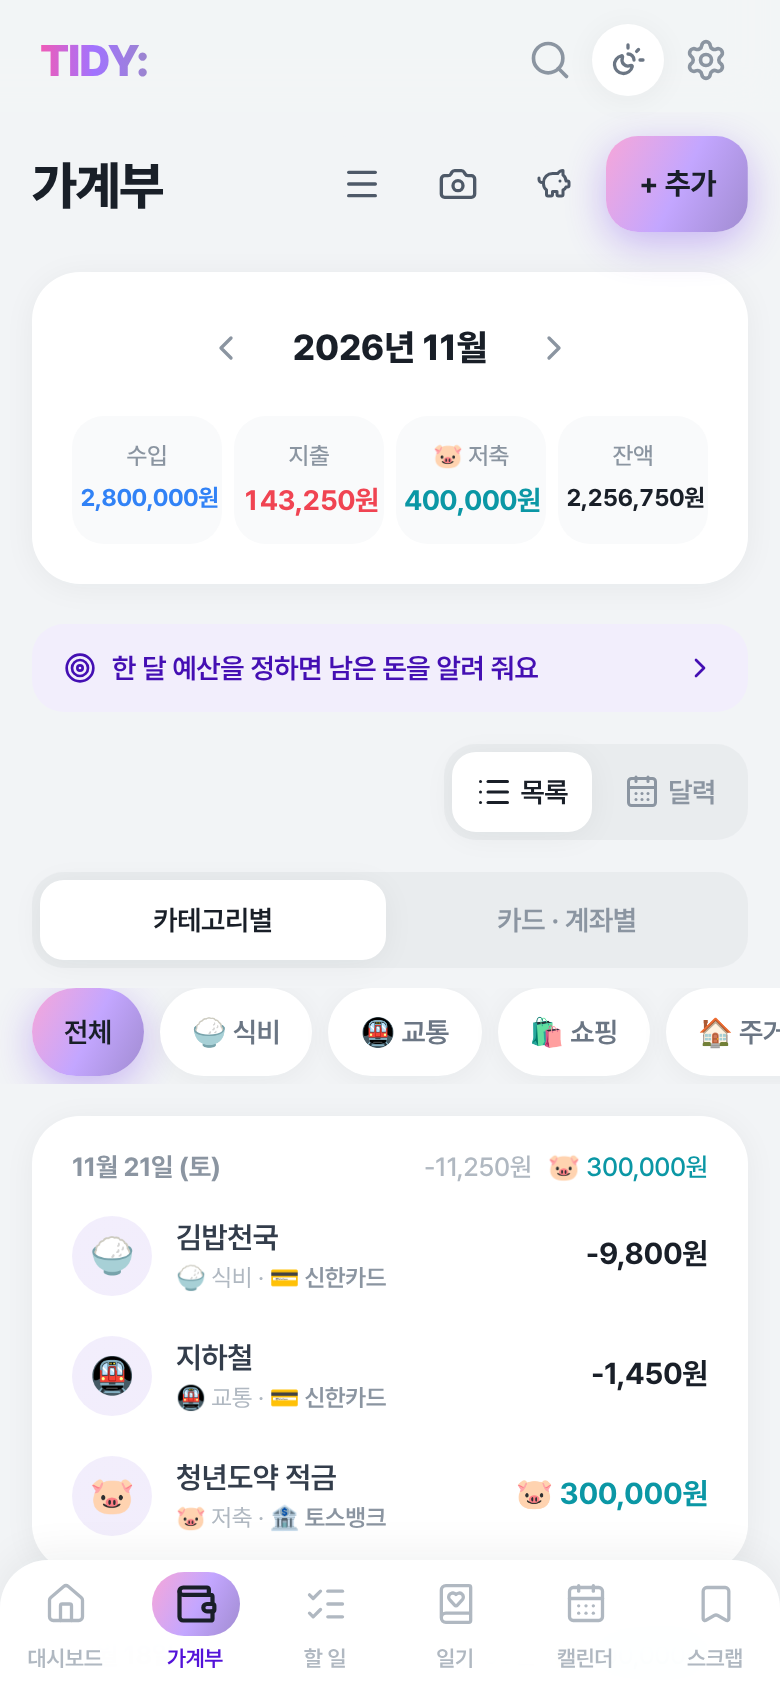 TIDY:
가계부
+ 추가
2026년 11월
수입
지출
저축
잔액
2,800,000원
143,250원
400,000원
2,256,750원
한 달 예산을 정하면 남은 돈을 알려 줘요
목록
달력
카테고리별
카드 · 계좌별
전체
식비
교통
쇼핑
주거
11월 21일 (토)
-11,250원
300,000원
김밥천국
식비 · 신한카드
-9,800원
지하철
교통 · 신한카드
-1,450원
청년도약 적금
저축 · 토스뱅크
300,000원
대시보드
가계부
할 일
일기
캘린더
스크랩